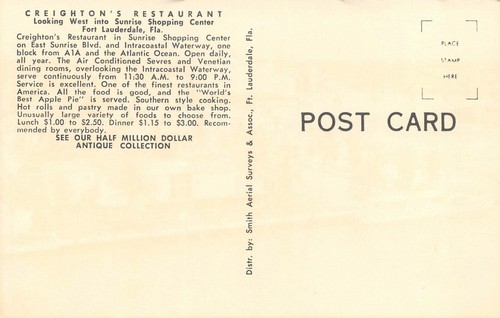 CREIGHTON'S RESTAURANT
Looking West into Sunrise Shopping Center
Fort Lauderdale, Fla.
Creighton's Restaurant in Sunrise Shopping Center
on East Sunrise Blvd. and Intracoastal Waterway, one
block from A1A and the Atlantic Ocean. Open daily,
all year. The Air Conditioned Sevres and Venetian
dining rooms, overlooking the Intracoastal Waterway,
serve continuously from 11:30 A.M. to 9:00 P.M.
Service is excellent. One of the finest restaurants in
America. All the food is good, and the "World's
Best Apple Pie" is served. Southern style cooking.
Hot rolls and pastry made in our own bake shop.
Unusually large variety of foods to choose from.
Lunch $1.00 to $2.50. Dinner $1.15 to $3.00. Recom-
mended by everybody.
SEE OUR HALF MILLION DOLLAR
ANTIQUE COLLECTION
Distr. by: Smith Aerial Surveys & Assoc., Ft. Lauderdale, Fla.
PLACE
STAMP
HERE
POST CARD